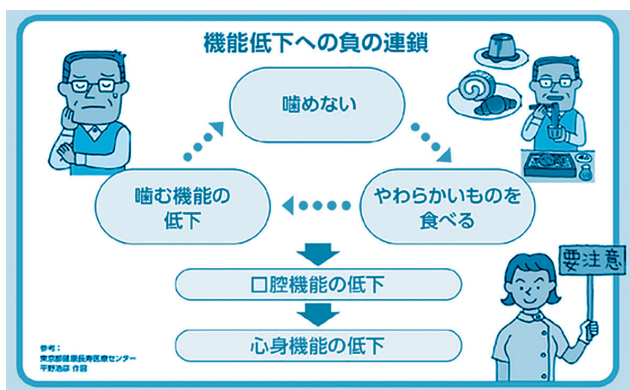 機能低下への負の連鎖
噛めない
噛む機能の
低下
やわらかいものを
食べる
口腔機能の低下
心身機能の低下
要注意
参考：
東京都健康長寿医療センター
平野浩彦 作図